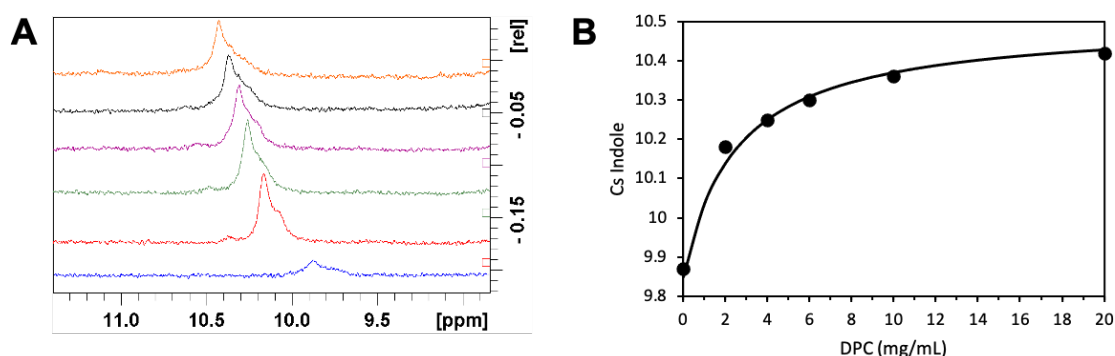 A
[rel]
- 0.05
- 0.15
11.0 10.5 10.0 9.5 [ppm]
B
Cs Indole
10.5
10.4
10.3
10.2
10.1
10
9.9
9.8
0 2 4 6 8 10 12 14 16 18 20
DPC (mg/mL)